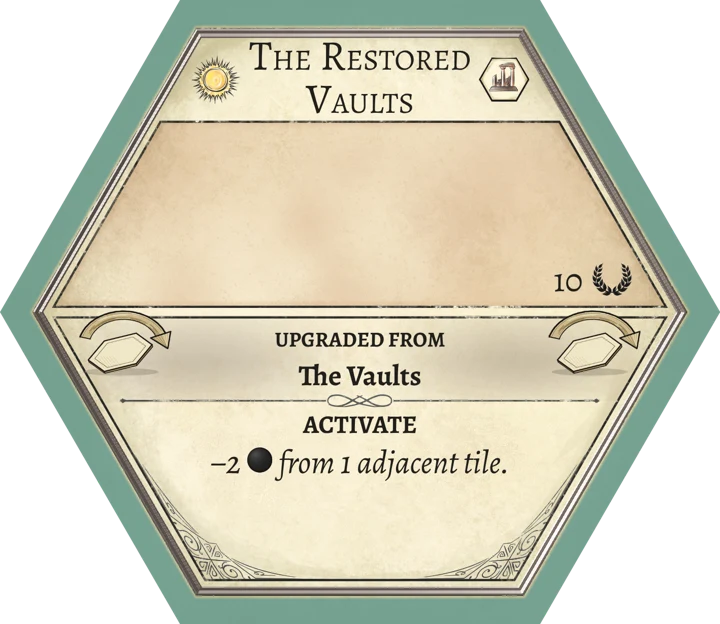 The Restored
Vaults
10
UPGRADED FROM
The Vaults
ACTIVATE
–2 from 1 adjacent tile.